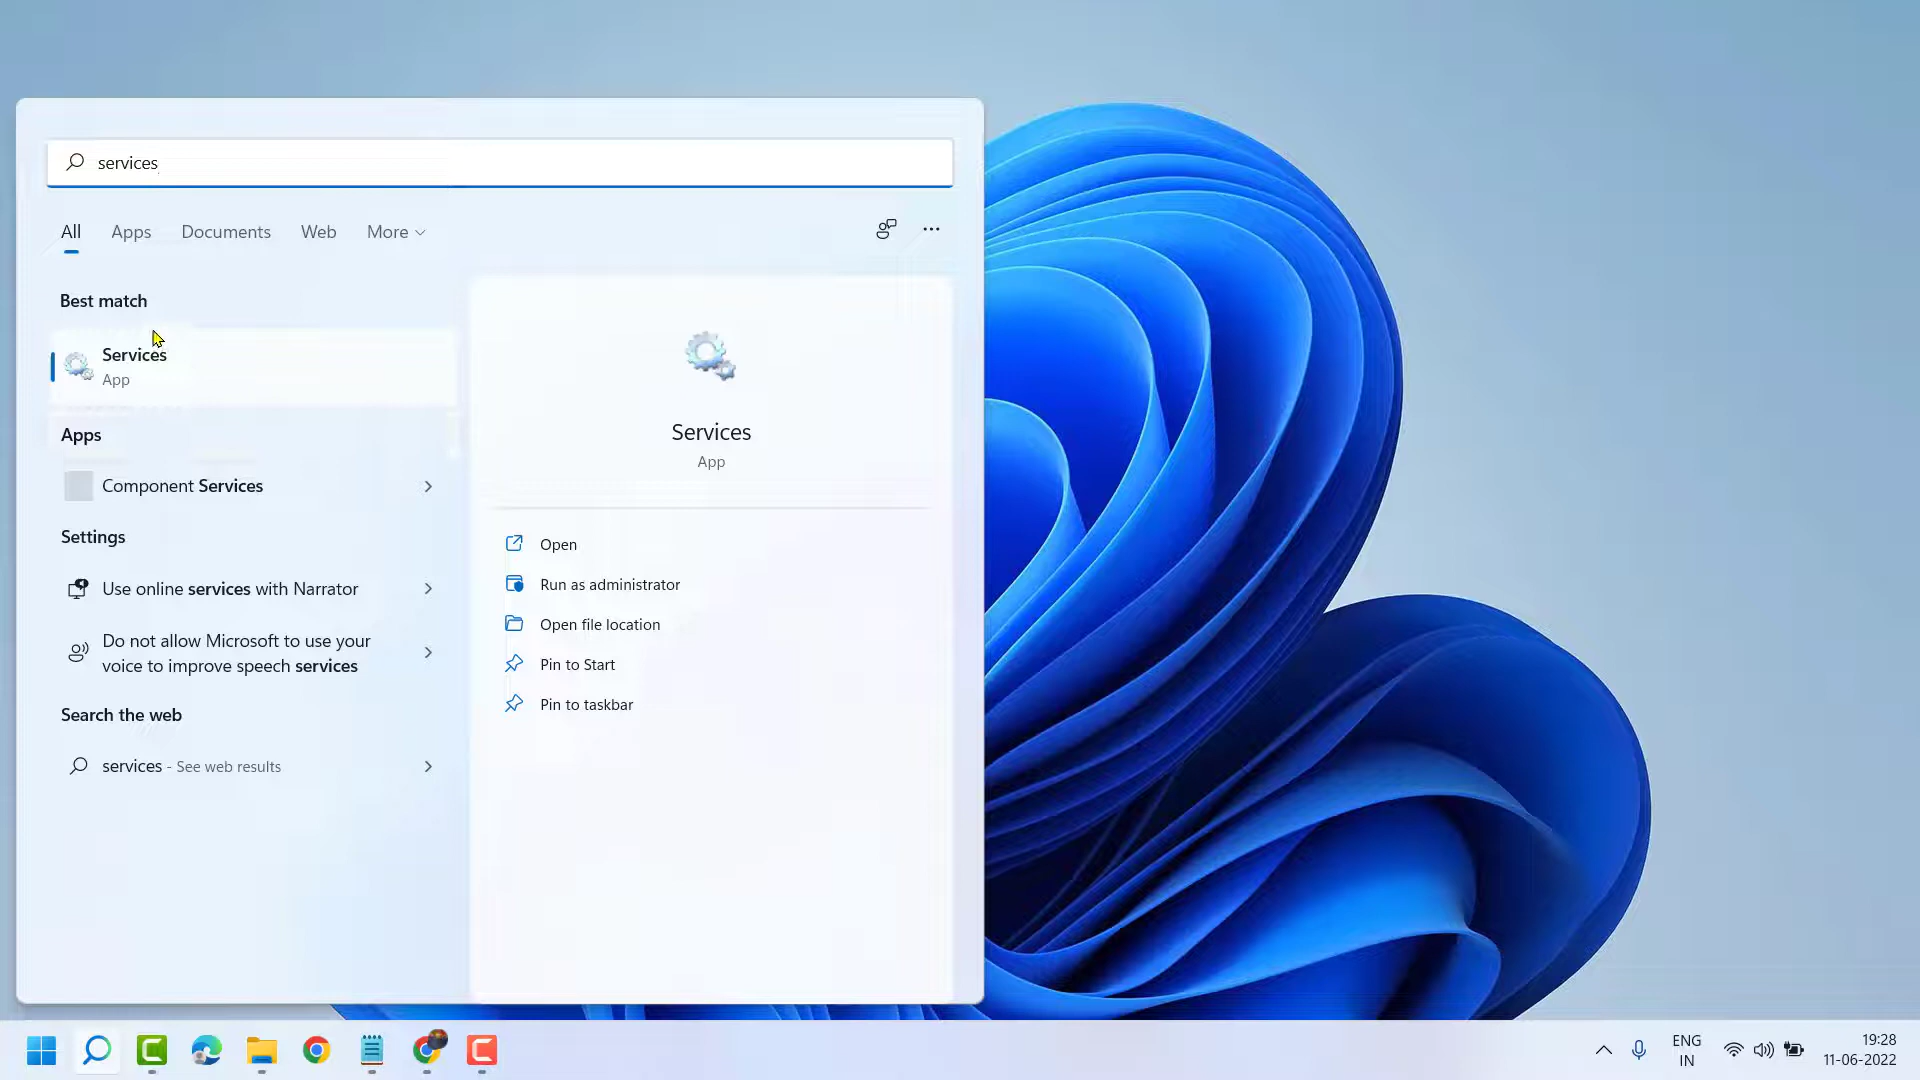 services
All Apps Documents Web More
Best match
Services
App
Apps
Component Services
Settings
Use online services with Narrator
Do not allow Microsoft to use your
voice to improve speech services
Search the web
services - See web results
Services
App
Open
Run as administrator
Open file location
Pin to Start
Pin to taskbar
ENG
IN
19:28
11-06-2022